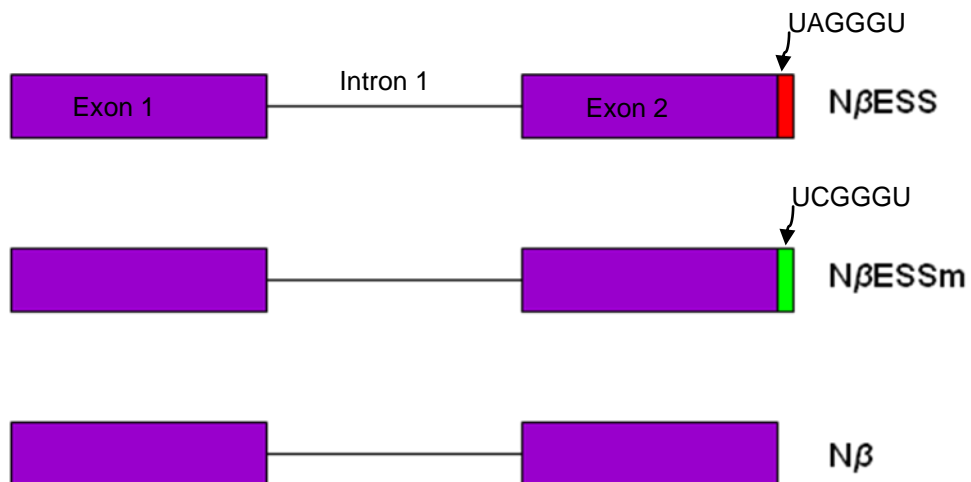 UAGGGU
Exon 1
Intron 1
Exon 2
NβESS
UCGGGU
NβESSm
Nβ